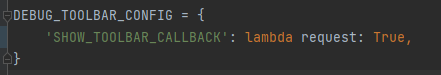 DEBUG_TOOLBAR_CONFIG = {
    'SHOW_TOOLBAR_CALLBACK': lambda request: True,
}